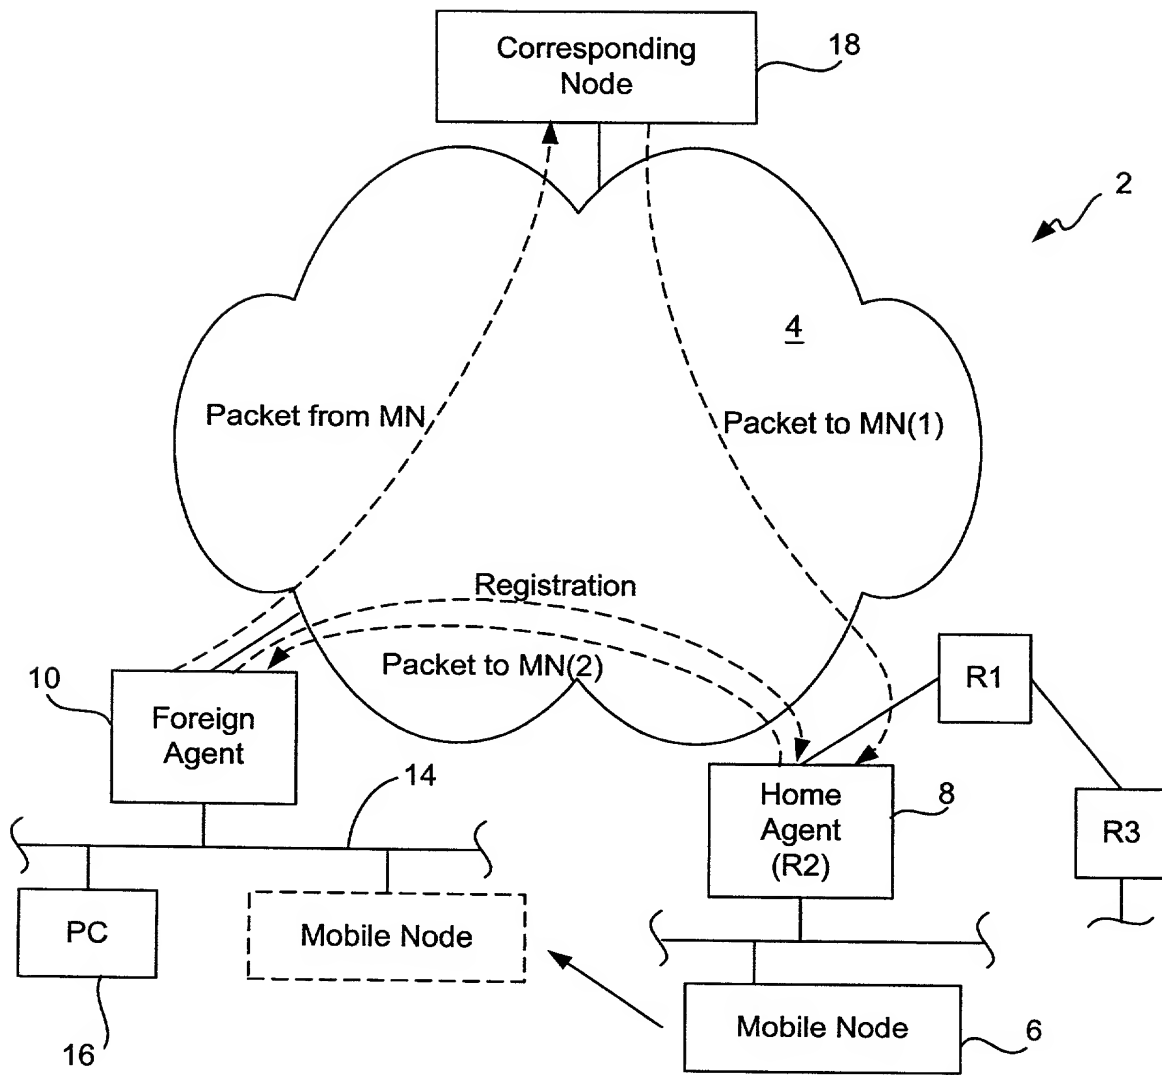 Corresponding
Node
18
2
4
Packet from MN
Packet to MN(1)
Registration
Packet to MN(2)
10
Foreign
Agent
R1
14
Home
Agent
(R2)
8
R3
PC
Mobile Node
16
Mobile Node
6